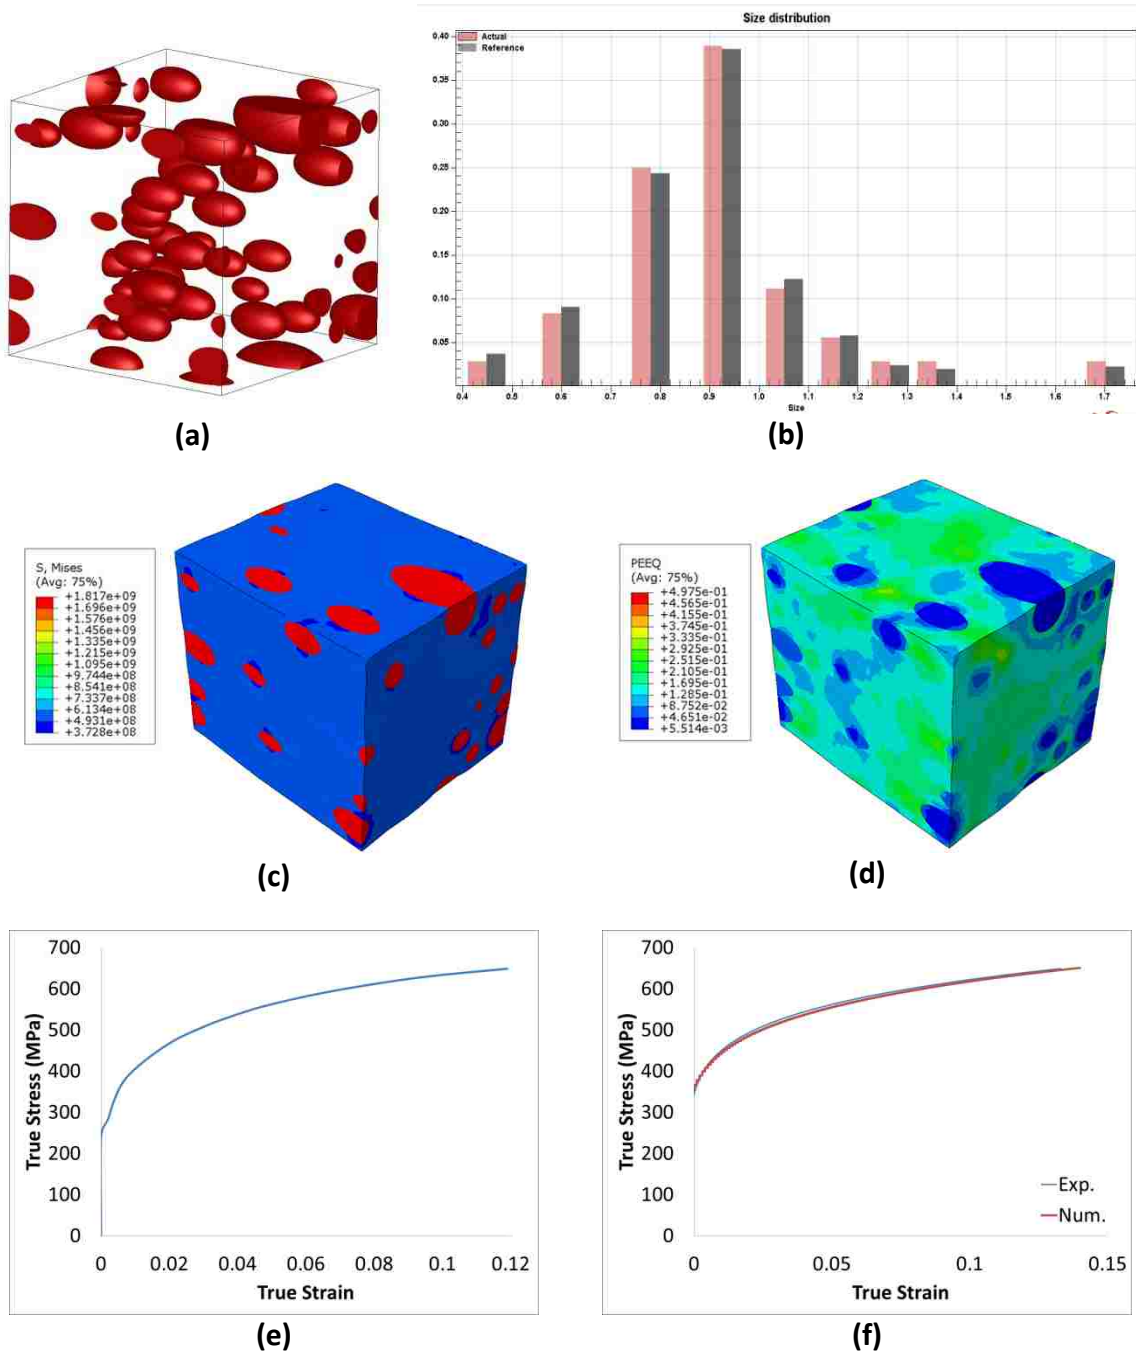 Size distribution
Actual
Reference
0.40
0.35
0.30
0.25
0.20
0.15
0.10
0.05
0.4 0.5 0.6 0.7 0.8 0.9 1.0 1.1 1.2 1.3 1.4 1.5 1.6 1.7
Size
(a)
(b)
S, Mises
(Avg: 75%)
+1.817e+09
+1.696e+09
+1.576e+09
+1.456e+09
+1.335e+09
+1.215e+09
+1.095e+09
+9.744e+08
+8.541e+08
+7.337e+08
+6.134e+08
+4.931e+08
+3.728e+08
PEEQ
(Avg: 75%)
+4.975e-01
+4.565e-01
+4.155e-01
+3.745e-01
+3.335e-01
+2.925e-01
+2.515e-01
+2.105e-01
+1.695e-01
+1.285e-01
+8.752e-02
+4.651e-02
+5.514e-03
(c)
(d)
True Stress (MPa)
700
600
500
400
300
200
100
0
0 0.02 0.04 0.06 0.08 0.1 0.12
True Strain
True Stress (MPa)
700
600
500
400
300
200
100
0
Exp.
Num.
0 0.05 0.1 0.15
True Strain
(e)
(f)